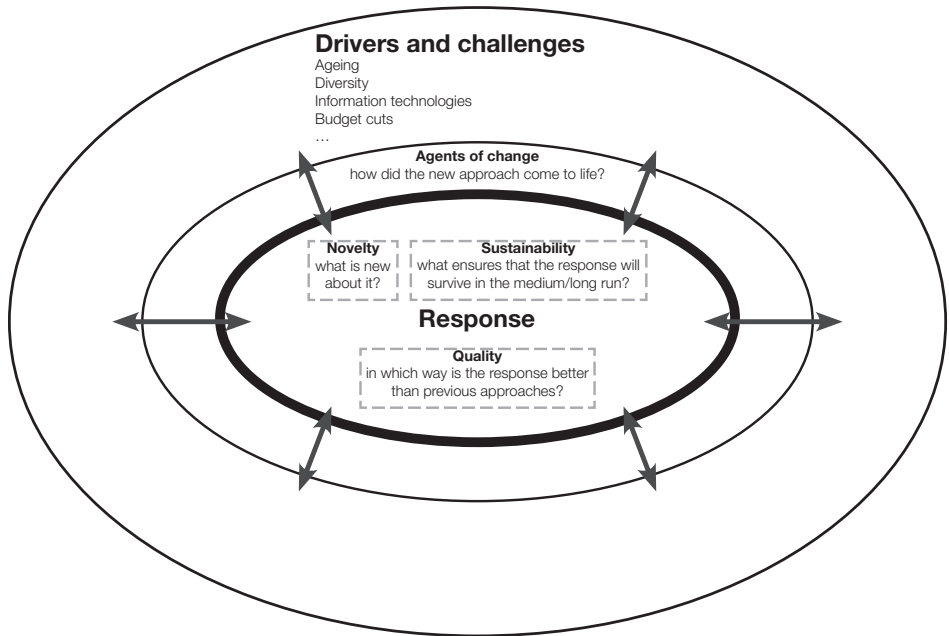 Drivers and challenges
Ageing
Diversity
Information technologies
Budget cuts
...
Agents of change
how did the new approach come to life?
Novelty
what is new
about it?
Sustainability
what ensures that the response will
survive in the medium/long run?
Response
Quality
in which way is the response better
than previous approaches?